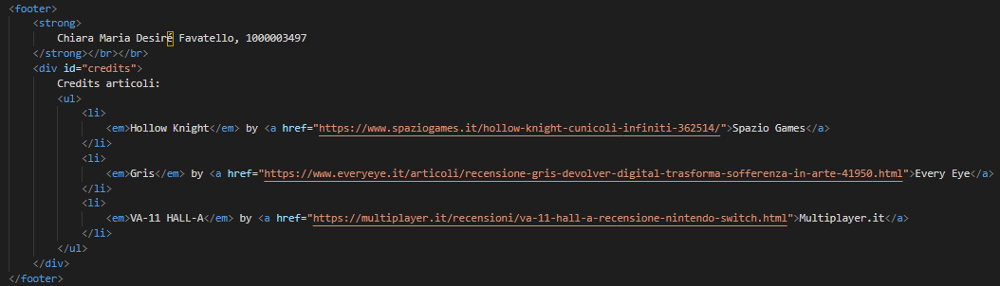 <footer>
<strong>
Chiara Maria Desiré Favatello, 1000003497
</strong></br></br>
<div id="credits">
Credits articoli:
<ul>
<li>
<em>Hollow Knight</em> by <a href="https://www.spaziogames.it/hollow-knight-cunicoli-infiniti-362514/">Spazio Games</a>
</li>
<li>
<em>Gris</em> by <a href="https://www.everyeye.it/articoli/recensione-gris-devolver-digital-trasforma-sofferenza-in-arte-41950.html">Every Eye</a>
</li>
<li>
<em>VA-11 HALL-A</em> by <a href="https://multiplayer.it/recensioni/va-11-hall-a-recensione-nintendo-switch.html">Multiplayer.it</a>
</li>
</ul>
</div>
</footer>